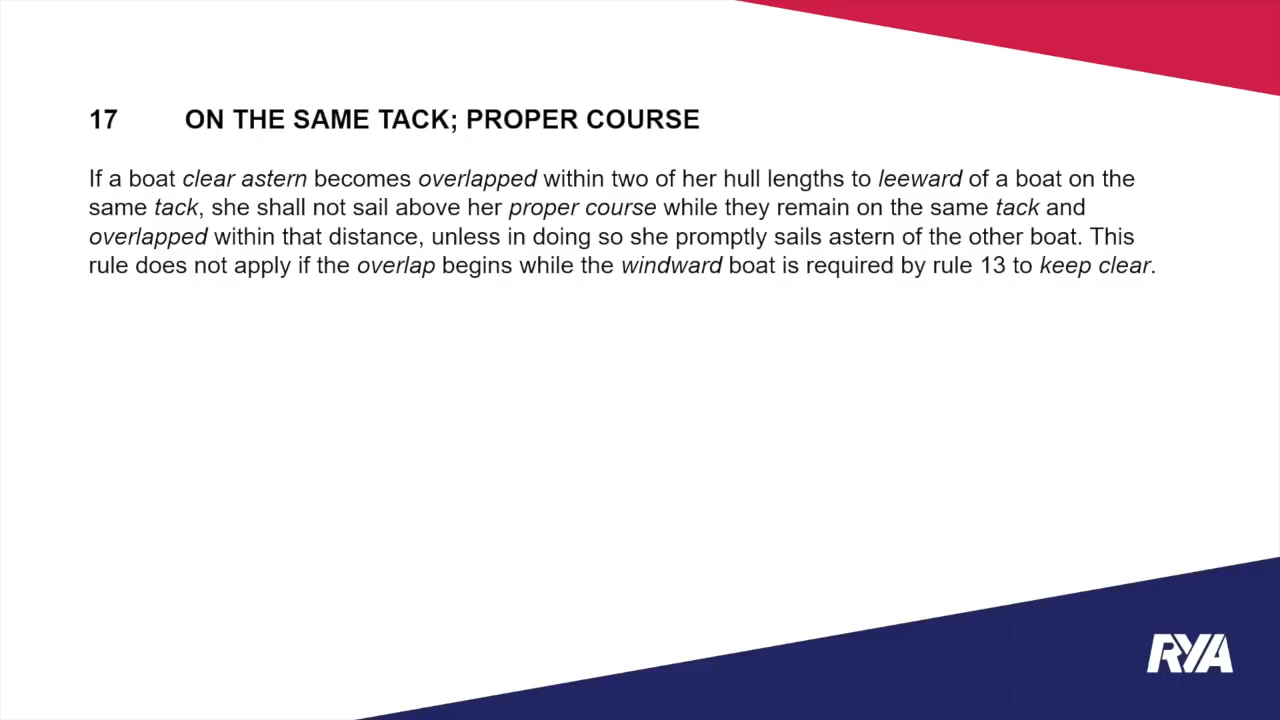 17 ON THE SAME TACK; PROPER COURSE
If a boat clear astern becomes overlapped within two of her hull lengths to leeward of a boat on the
same tack, she shall not sail above her proper course while they remain on the same tack and
overlapped within that distance, unless in doing so she promptly sails astern of the other boat. This
rule does not apply if the overlap begins while the windward boat is required by rule 13 to keep clear.
RYA